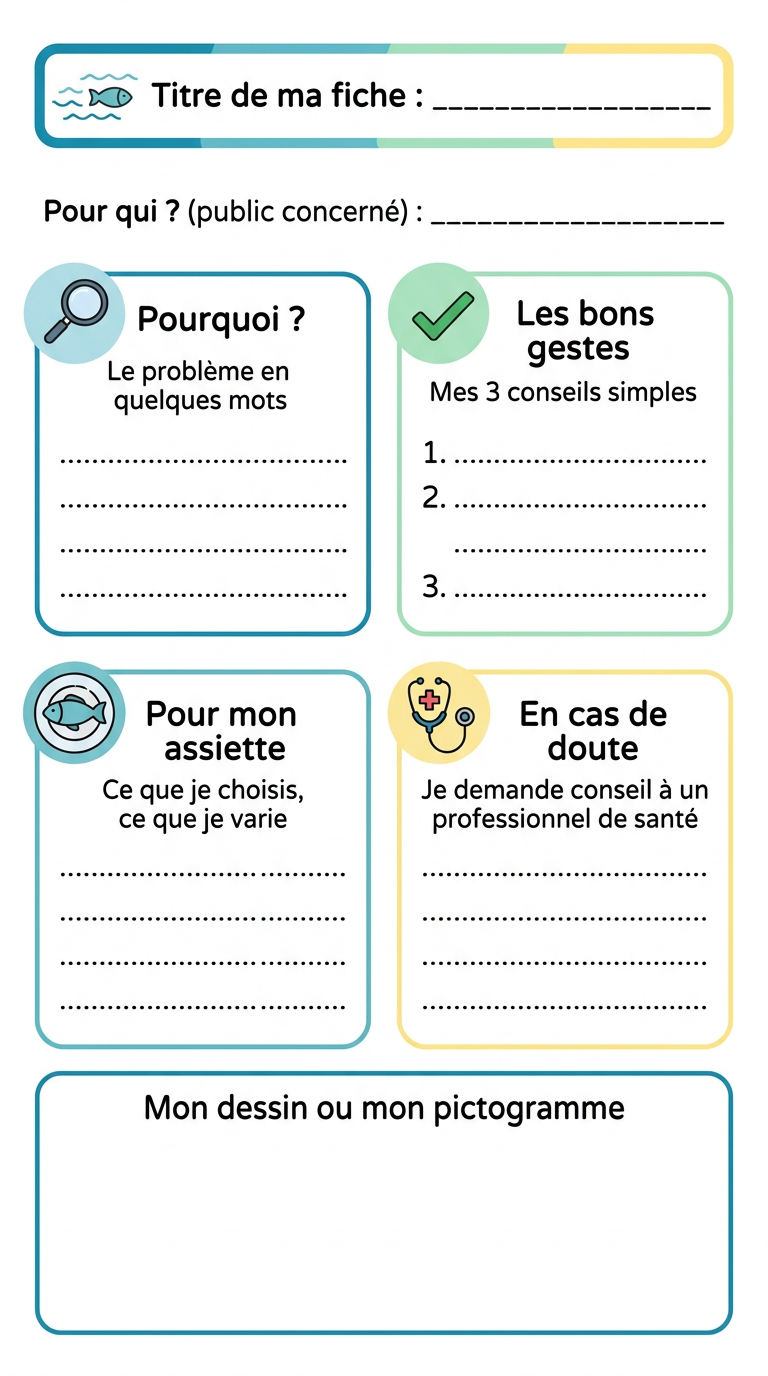 Titre de ma fiche : __________________
Pour qui ? (public concerné) : ___________________
Pourquoi ?
Le problème en
quelques mots
Les bons
gestes
Mes 3 conseils simples
1.
2.
3.
Pour mon
assiette
Ce que je choisis,
ce que je varie
En cas de
doute
Je demande conseil à un
professionnel de santé
Mon dessin ou mon pictogramme